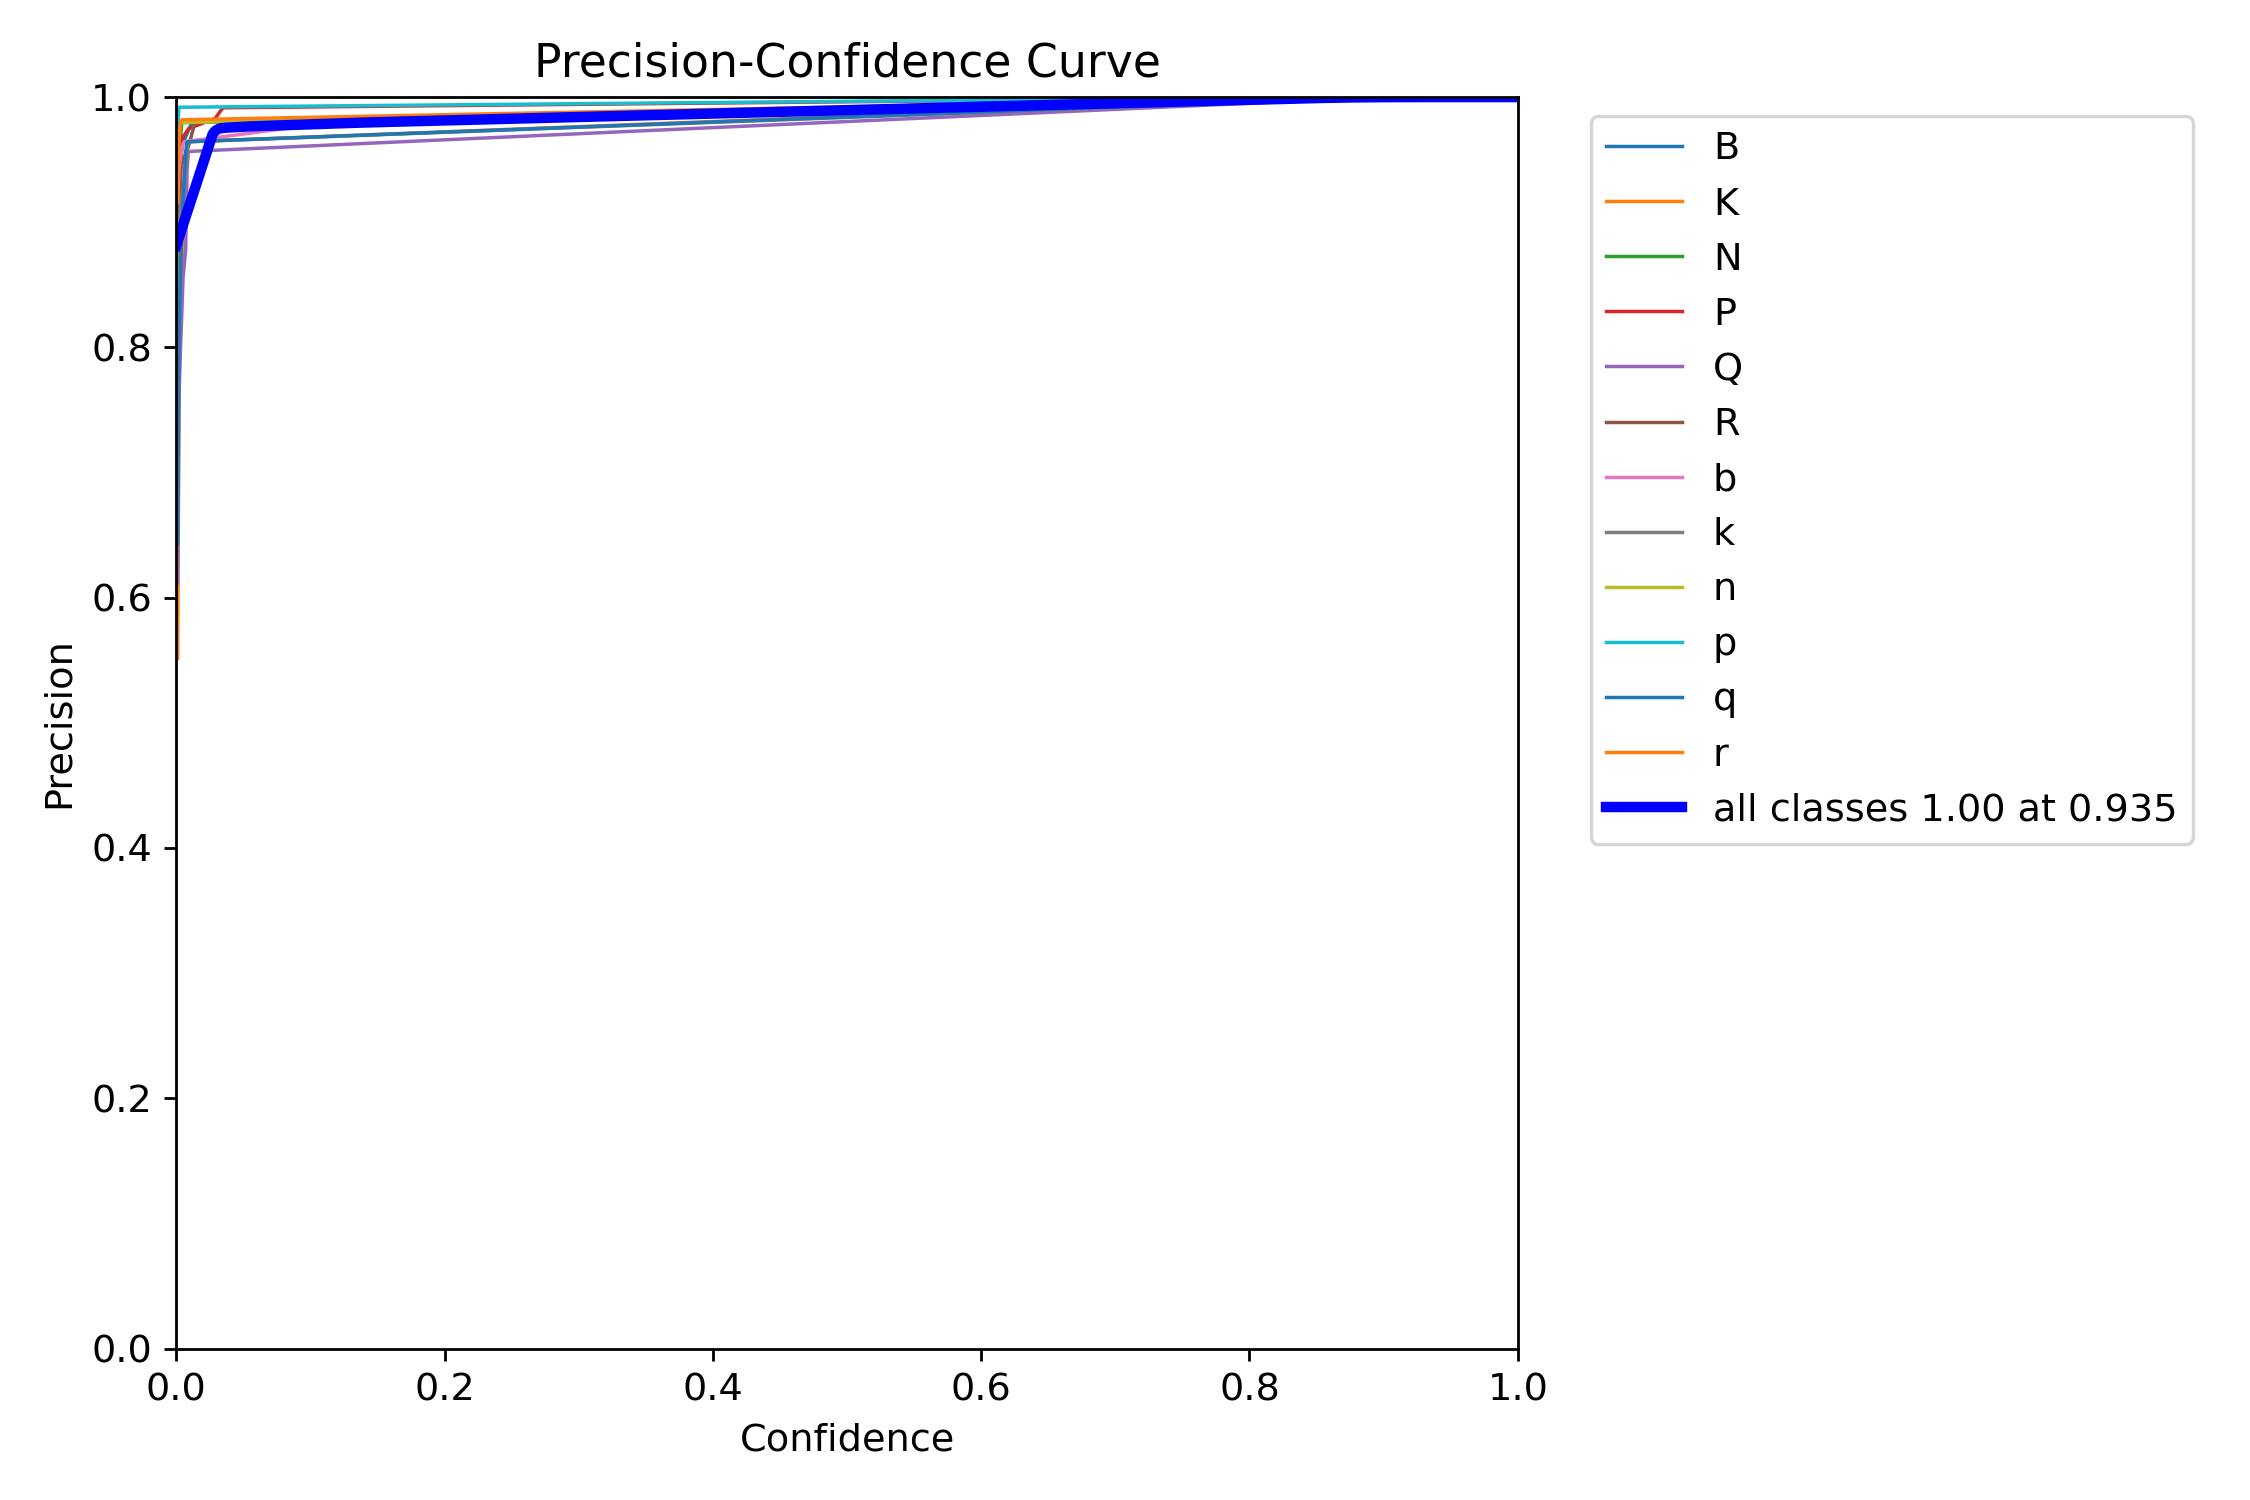 Precision-Confidence Curve
1.0
0.8
0.6
0.4
0.2
0.0
Precision
0.0 0.2 0.4 0.6 0.8 1.0
Confidence
B
K
N
P
Q
R
b
k
n
p
q
r
all classes 1.00 at 0.935